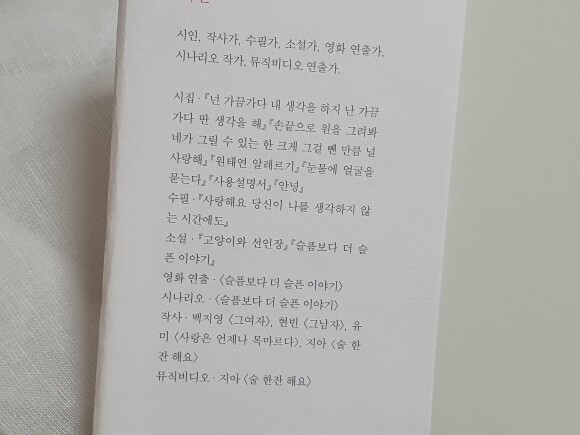 시인, 작사가, 수필가, 소설가, 영화 연출가,
시나리오 작가, 뮤직비디오 연출가.
시집 · 『넌 가끔가다 내 생각을 하지 난 가끔
가다 딴 생각을 해』『손끝으로 원을 그려봐
네가 그릴 수 있는 한 크게 그걸 뺀 만큼 널
사랑해』『원태연 알레르기』『눈물에 얼굴을
묻는다』『사용설명서』『안녕』
수필 · 『사랑해요 당신이 나를 생각하지 않
는 시간에도』
소설 · 『고양이와 선인장』『슬픔보다 더 슬
픈 이야기』
영화 연출 · 〈슬픔보다 더 슬픈 이야기〉
시나리오 · 〈슬픔보다 더 슬픈 이야기〉
작사 · 백지영 〈그여자〉, 현빈 〈그남자〉, 유
미 〈사랑은 언제나 목마르다〉, 지아 〈술 한
잔 해요〉
뮤직비디오 · 지아 〈술 한잔 해요〉